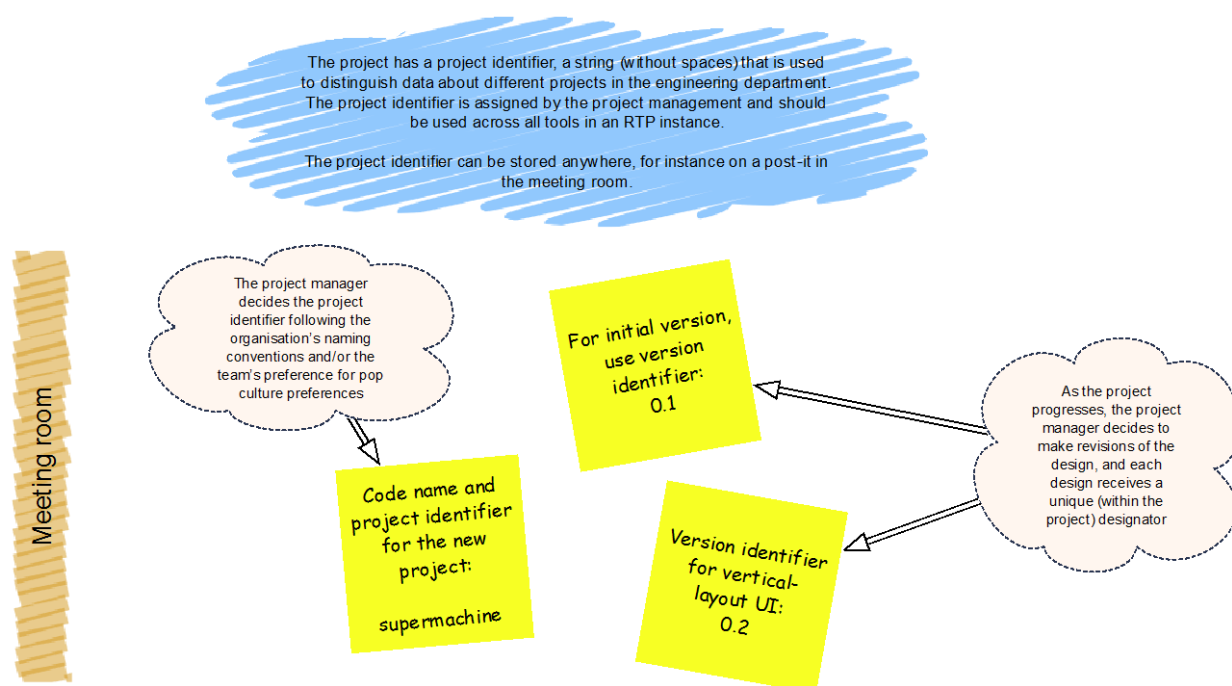 The project has a project identifier, a string (without spaces) that is used
to distinguish data about different projects in the engineering department.
The project identifier is assigned by the project management and should
be used across all tools in an RTP instance.
The project identifier can be stored anywhere, for instance on a post-it in
the meeting room.
Meeting room
The project manager
decides the project
identifier following the
organisation's naming
conventions and/or the
team's preference for pop
culture preferences
Code name and
project identifier
for the new
project:
supermachine
For initial version,
use version
identifier:
0.1
Version identifier
for vertical-
layout UI:
0.2
As the project
progresses, the project
manager decides to
make revisions of the
design, and each
design receives a
unique (within the
project) designator